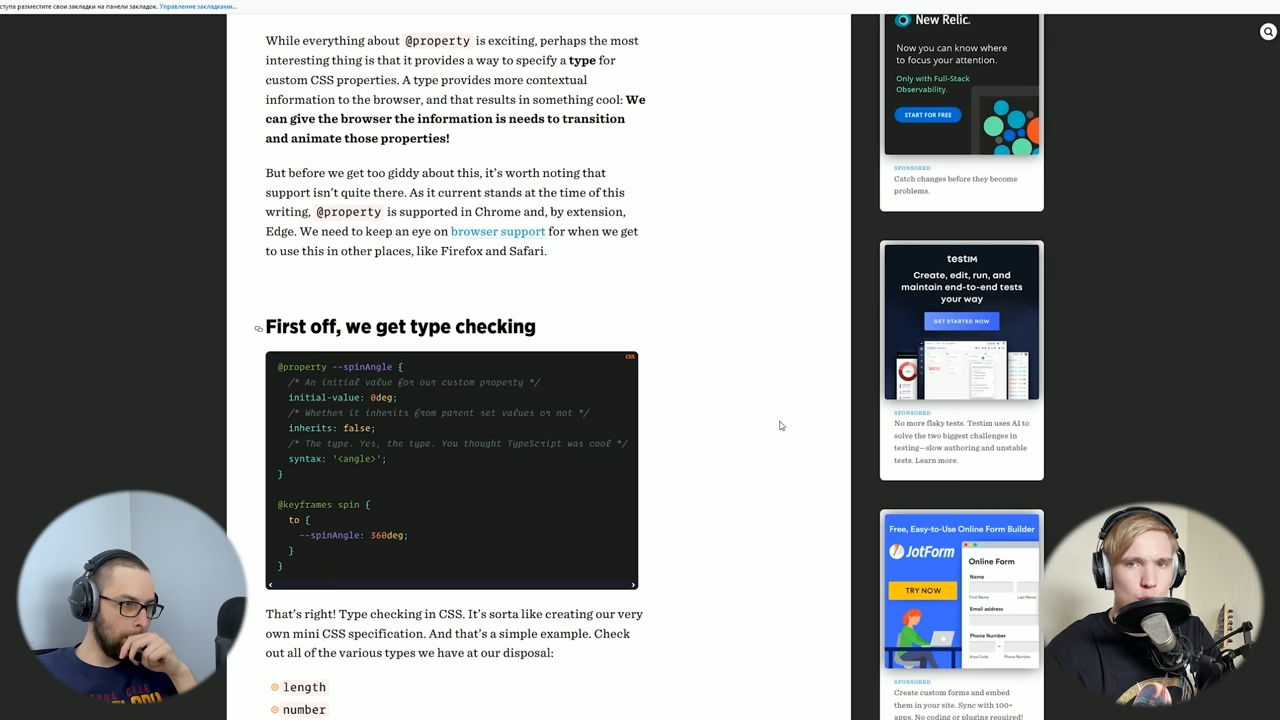 ступа разместите свои закладки на панели закладок. Управление закладками...
While everything about @property is exciting, perhaps the most
interesting thing is that it provides a way to specify a type for
custom CSS properties. A type provides more contextual
information to the browser, and that results in something cool: We
can give the browser the information is needs to transition
and animate those properties!
But before we get too giddy about this, it's worth noting that
support isn't quite there. As it current stands at the time of this
writing, @property is supported in Chrome and, by extension,
Edge. We need to keep an eye on browser support for when we get
to use this in other places, like Firefox and Safari.
First off, we get type checking
CSS
@property --spinAngle {
/* An initial value for our custom property */
initial-value: 0deg;
/* Whether it inherits from parent set values or not */
inherits: false;
/* The type. Yes, the type. You thought TypeScript was cool */
syntax: '<angle>';
}
@keyframes spin {
to {
--spinAngle: 360deg;
}
}
That's right! Type checking in CSS. It's sorta like creating our very
own mini CSS specification. And that's a simple example. Check
out all of the various types we have at our disposal:
length
number
New Relic.
Now you can know where
to focus your attention.
Only with Full-Stack
Observability.
START FOR FREE
SPONSORED
Catch changes before they become
problems.
testim
Create, edit, run, and
maintain end-to-end tests
your way
GET STARTED NOW
SPONSORED
No more flaky tests. Testim uses AI to
solve the two biggest challenges in
testing—slow authoring and unstable
tests. Learn more.
Free, Easy-to-Use Online Form Builder
JotForm
TRY NOW
Online Form
Name
First Name
Last Name
Email address
Phone Number
Area Code
Phone Number
SPONSORED
Create custom forms and embed
them in your site. Sync with 100+
apps. No coding or plugins required!